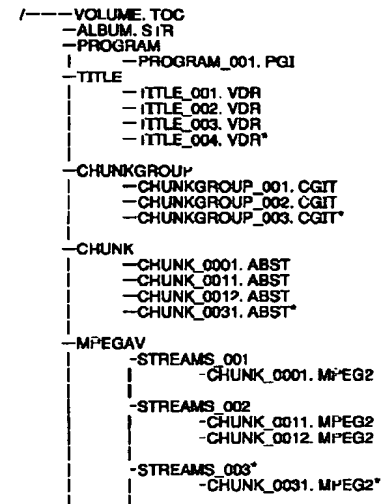 /---VOLUME. TOC
-ALBUM. STR
-PROGRAM
-PROGRAM_001. PGI
-TITLE
-TITLE_001. VDR
-TITLE_002. VDR
-TITLE_003. VDR
-TITLE_004. VDR*
-CHUNKGROUP
-CHUNKGROUP_001. CGIT
-CHUNKGROUP_002. CGIT
-CHUNKGROUP_003. CGIT*
-CHUNK
-CHUNK_0001. ABST
-CHUNK_0011. ABST
-CHUNK_0012. ABST
-CHUNK_0031. ABST*
-MPEGAV
-STREAMS_001
-CHUNK_0001. MPEG2
-STREAMS_002
-CHUNK_0011. MPEG2
-CHUNK_0012. MPEG2
-STREAMS_003*
-CHUNK_0031. MPEG2*